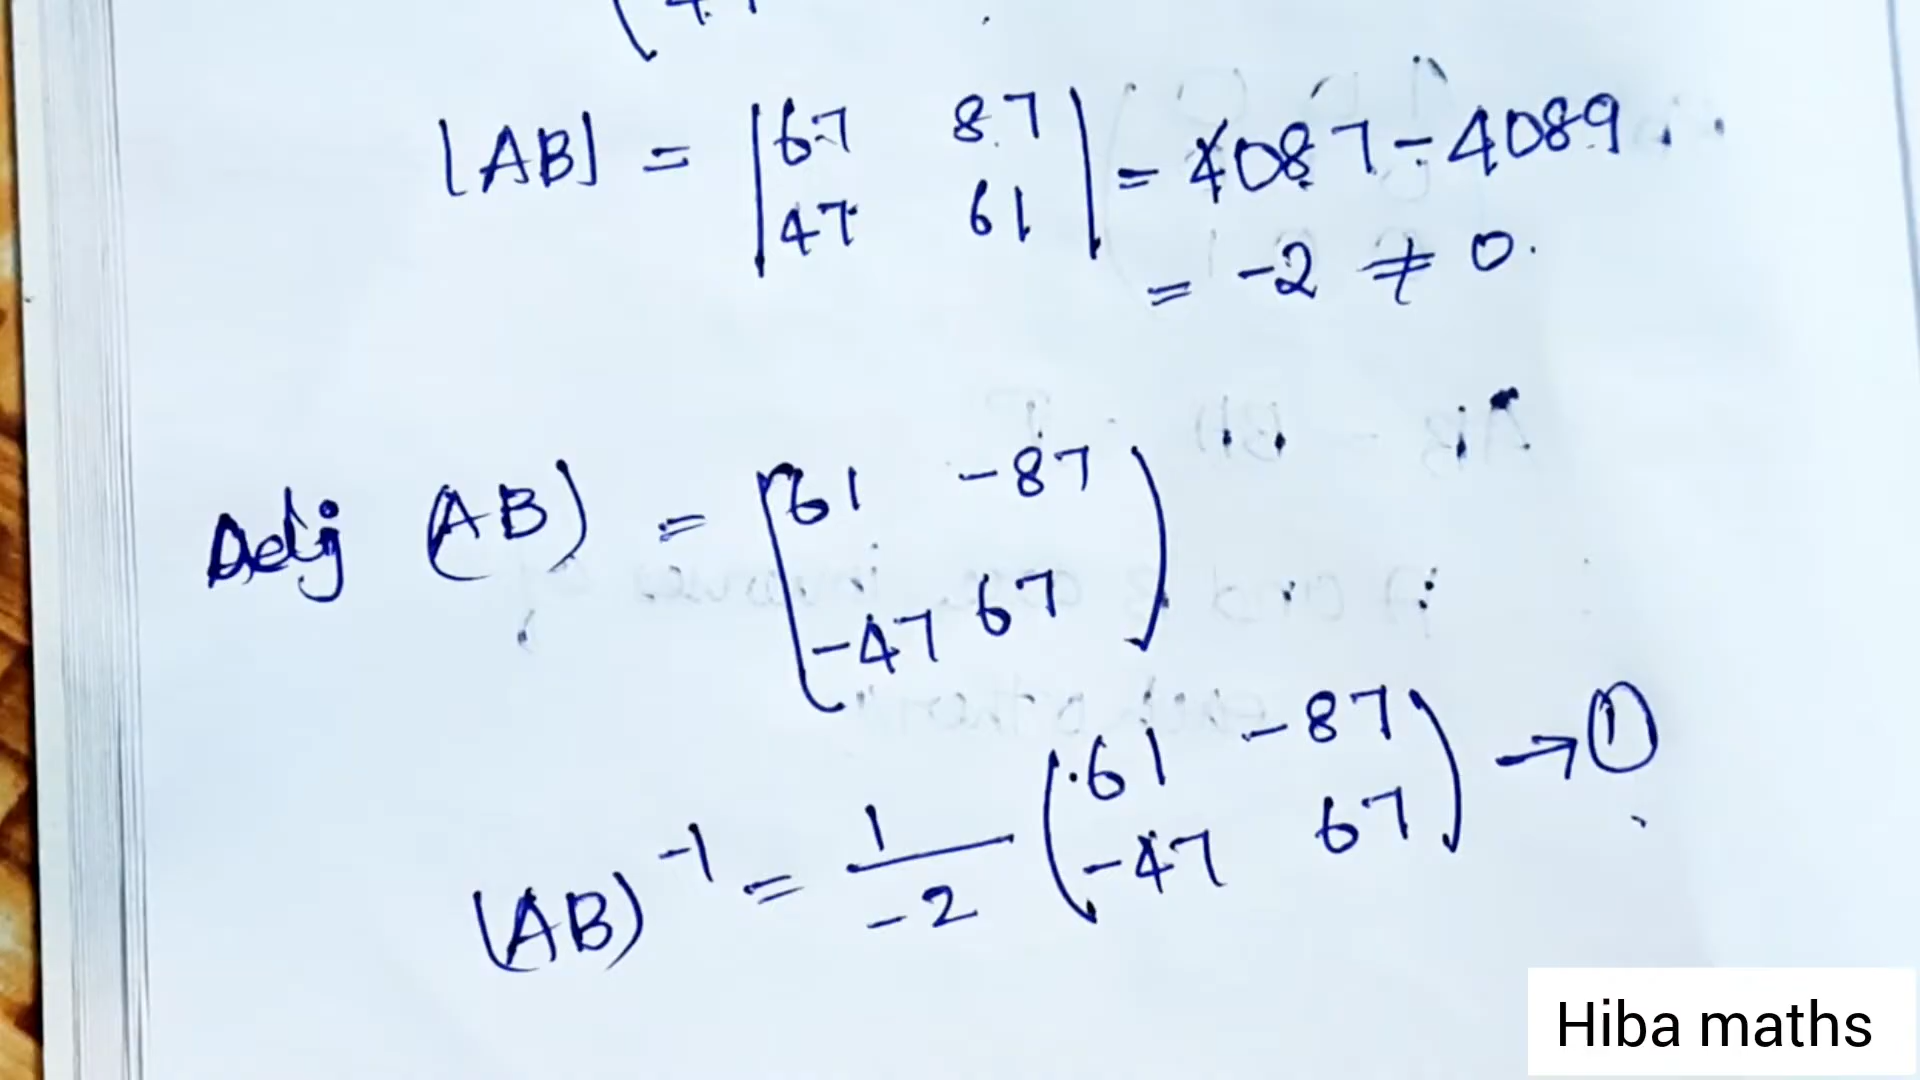 |AB| = |67 87| = 4087 - 4089
|47 61| = -2 ≠ 0.
Adj (AB) = (61 -87)
(-47 67)
(AB)⁻¹ = 1/-2 (61 -87) → ①
(-47 67)
Hiba maths